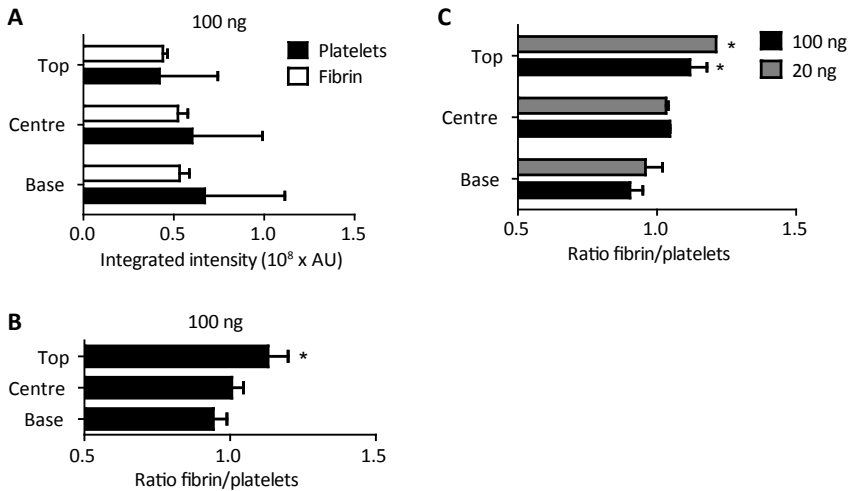 A
100 ng
Top
Centre
Base
Platelets
Fibrin
0.0 0.5 1.0 1.5
Integrated intensity (10⁸ x AU)
B
100 ng
Top
*
Centre
Base
0.5 1.0 1.5
Ratio fibrin/platelets
C
Top
*
*
Centre
Base
100 ng
20 ng
0.5 1.0 1.5
Ratio fibrin/platelets